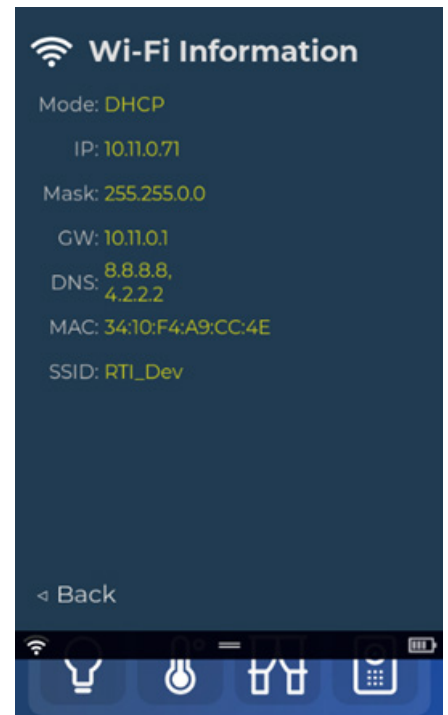 Wi-Fi Information
Mode: DHCP
IP: 10.11.0.71
Mask: 255.255.0.0
GW: 10.11.0.1
DNS: 8.8.8.8,
4.2.2.2
MAC: 34:10:F4:A9:CC:4E
SSID: RTI_Dev
◃ Back